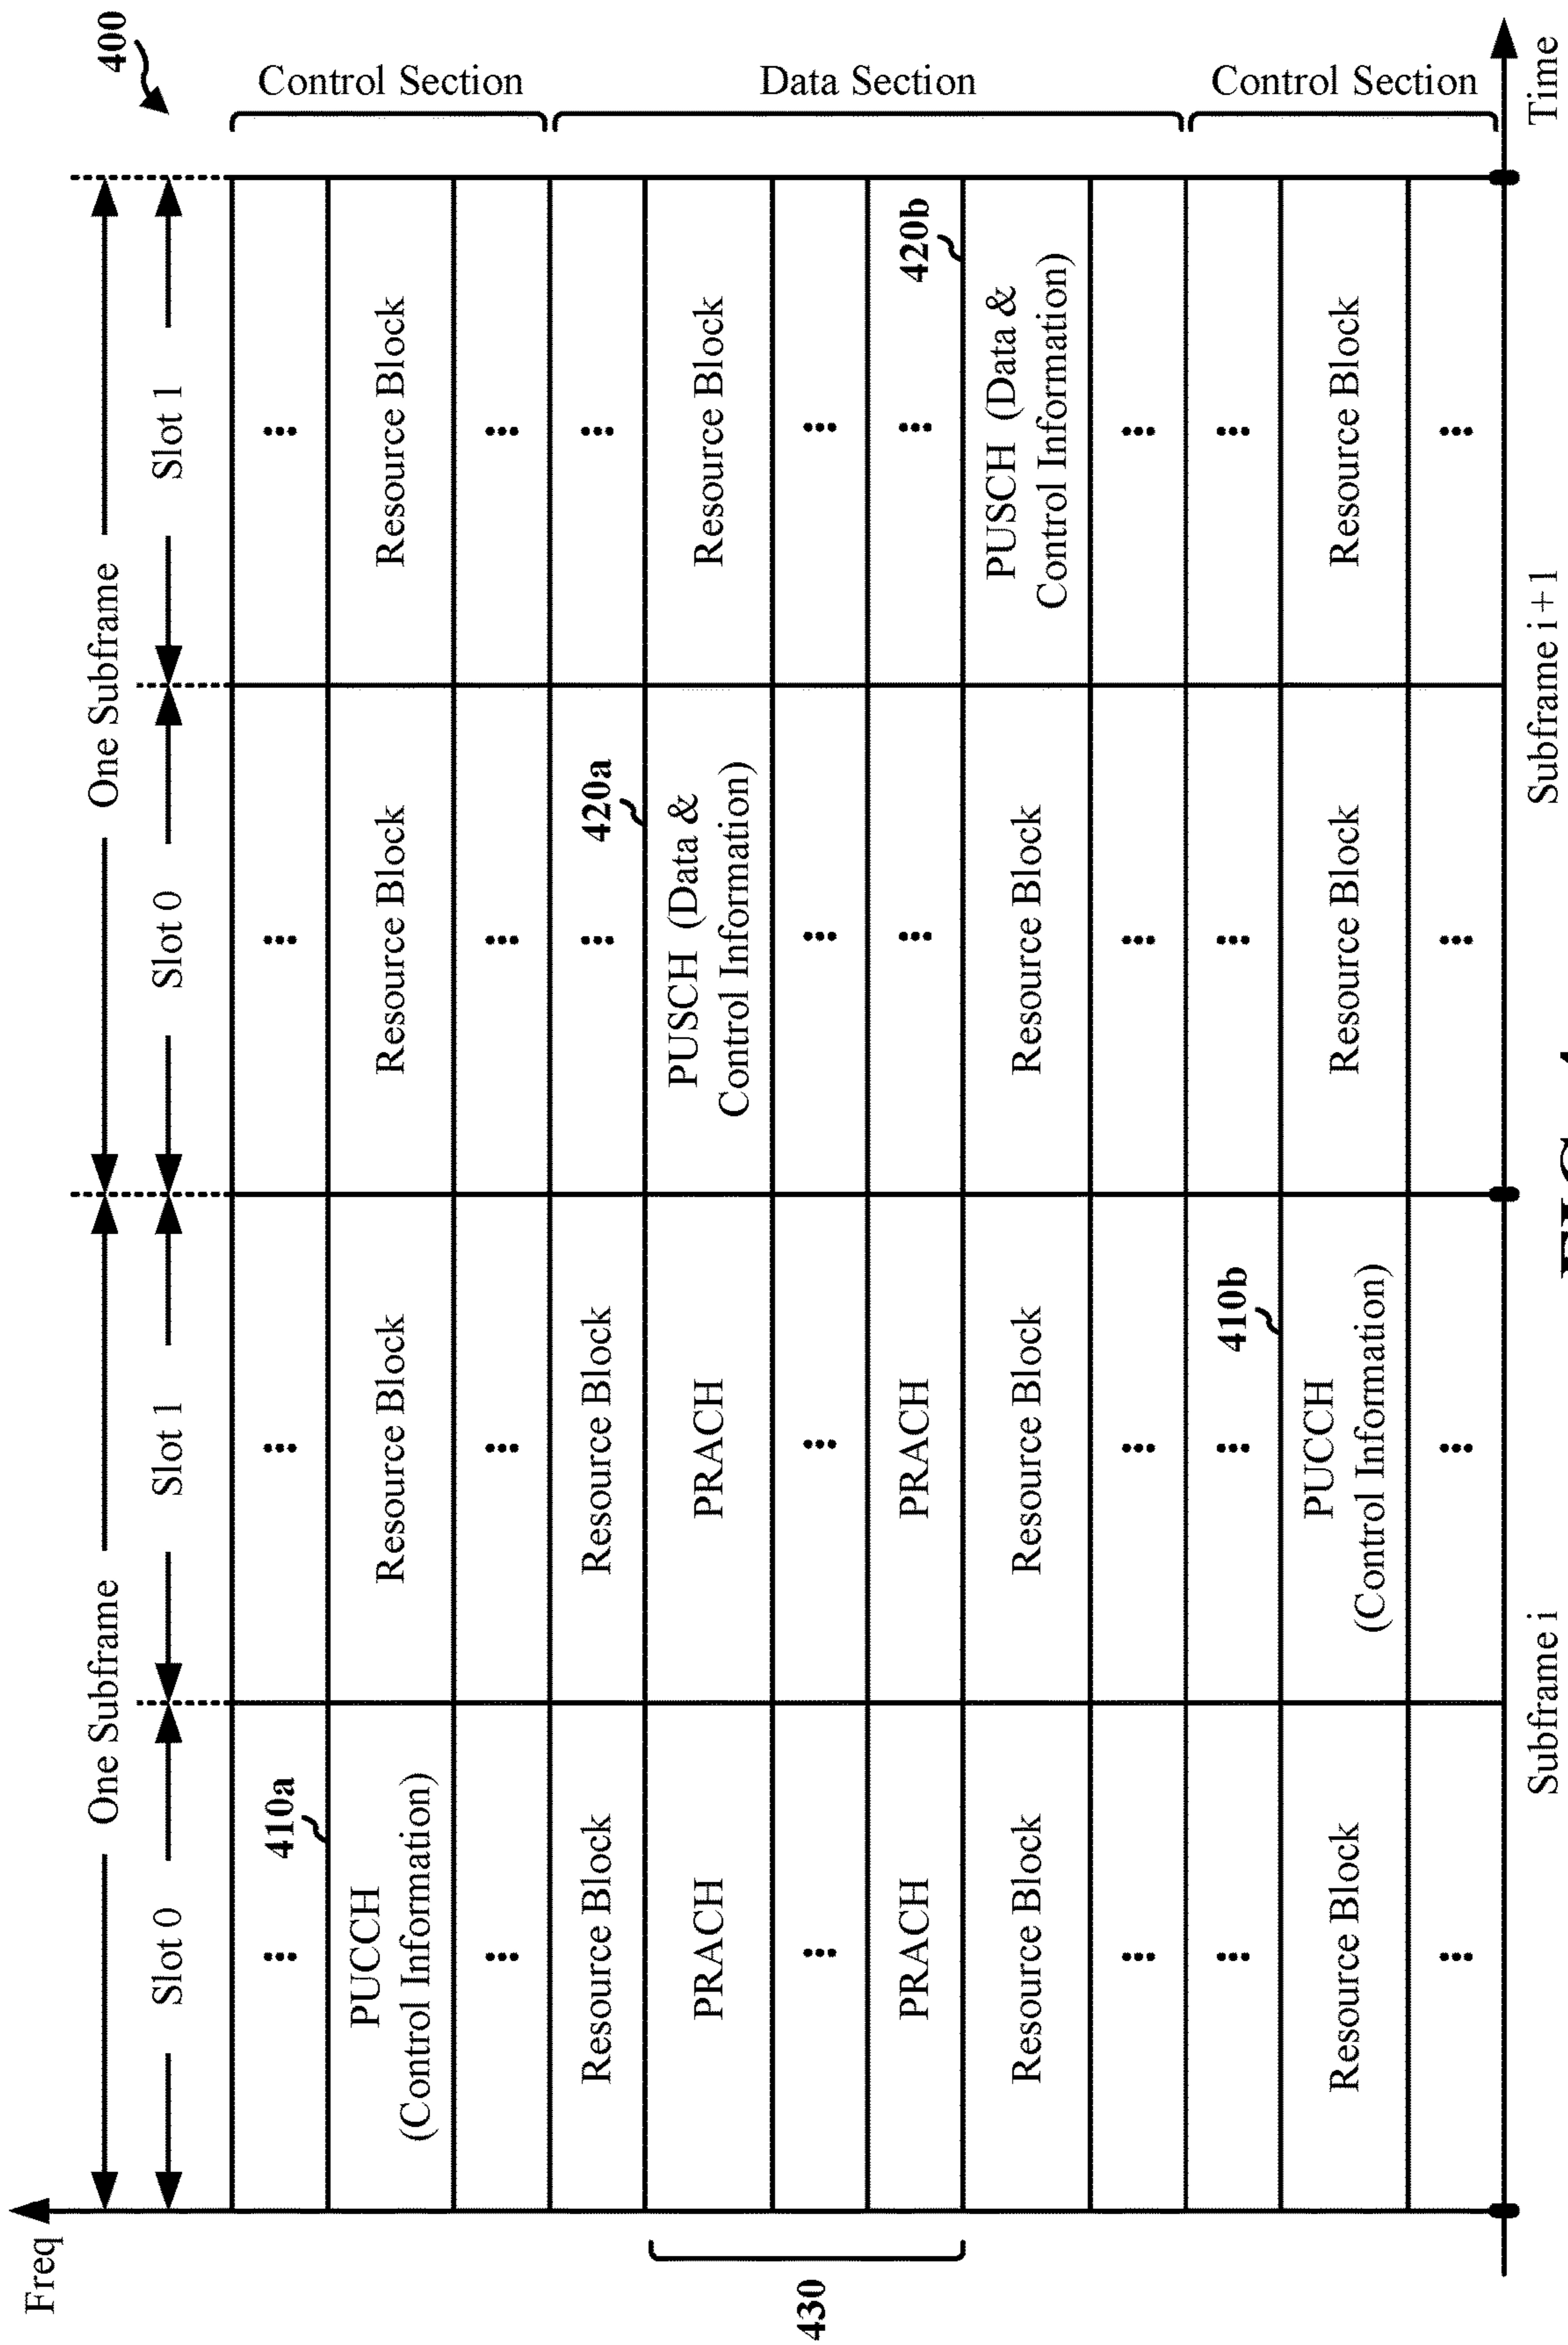 400
One Subframe
One Subframe
Slot 0
Slot 1
Slot 0
Slot 1
Freq
Control Section
Data Section
Control Section
⋮
⋮
⋮
⋮
410a
PUCCH
(Control Information)
Resource Block
Resource Block
Resource Block
⋮
⋮
⋮
⋮
Resource Block
Resource Block
⋮
⋮
420a
430
PRACH
PRACH
PUSCH (Data &
Control Information)
Resource Block
⋮
⋮
⋮
⋮
PRACH
PRACH
⋮
⋮
420b
Resource Block
Resource Block
Resource Block
PUSCH (Data &
Control Information)
⋮
⋮
⋮
⋮
⋮
⋮
⋮
⋮
410b
Resource Block
PUCCH
(Control Information)
Resource Block
Resource Block
⋮
⋮
⋮
⋮
Subframe i
Subframe i + 1
Time